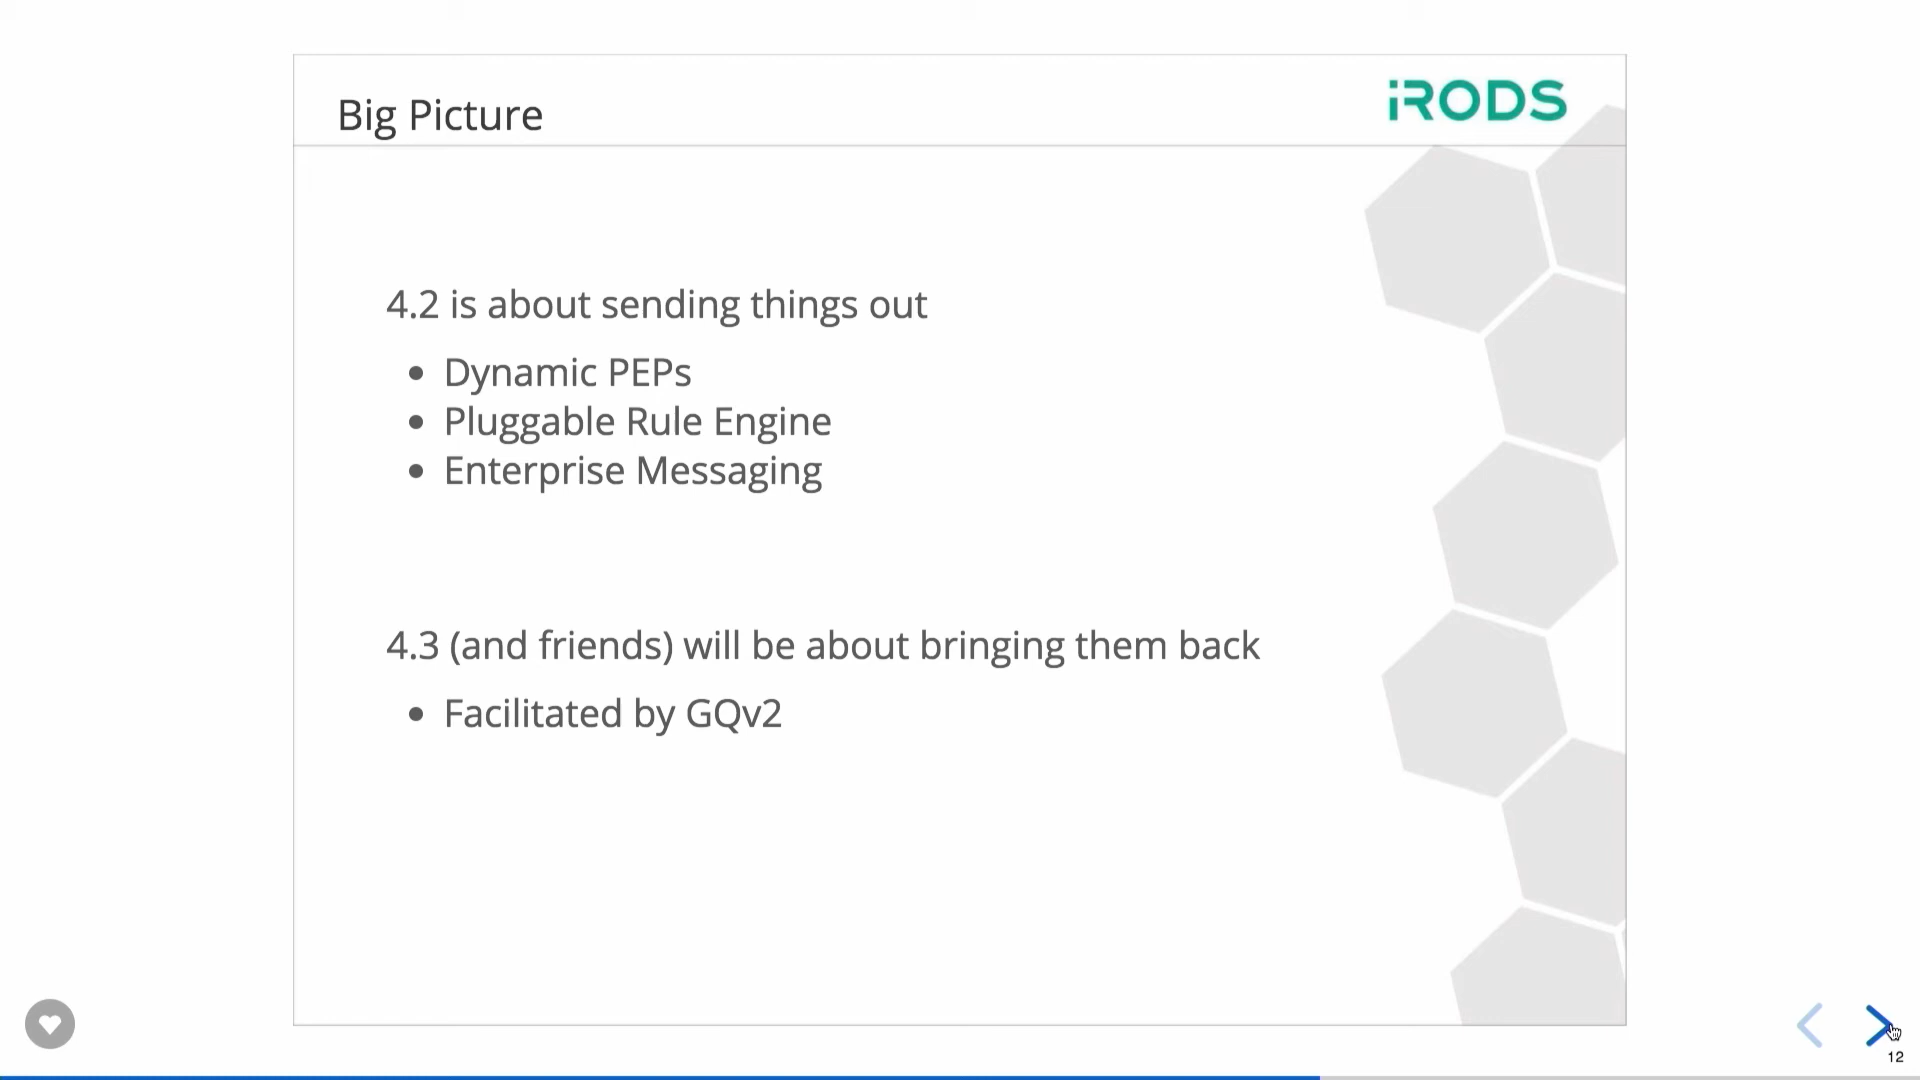 Big Picture
iRODS
4.2 is about sending things out
• Dynamic PEPs
• Pluggable Rule Engine
• Enterprise Messaging
4.3 (and friends) will be about bringing them back
• Facilitated by GQv2
12